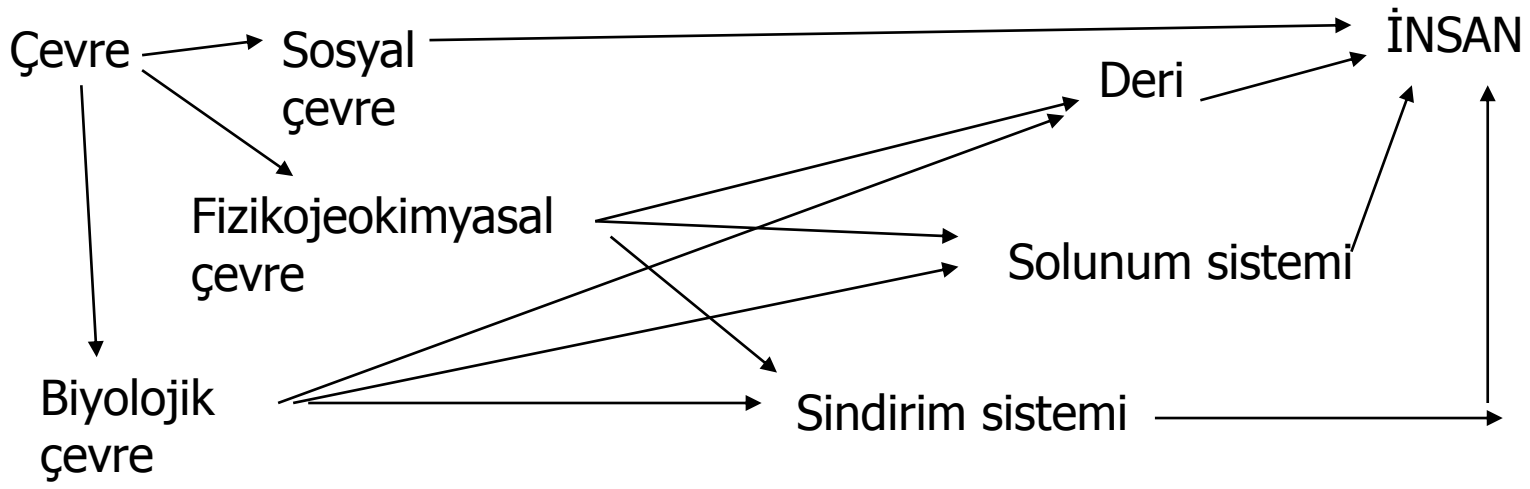 Çevre
Sosyal
çevre
İNSAN
Deri
Fizikojeokimyasal
çevre
Solunum sistemi
Biyolojik
çevre
Sindirim sistemi